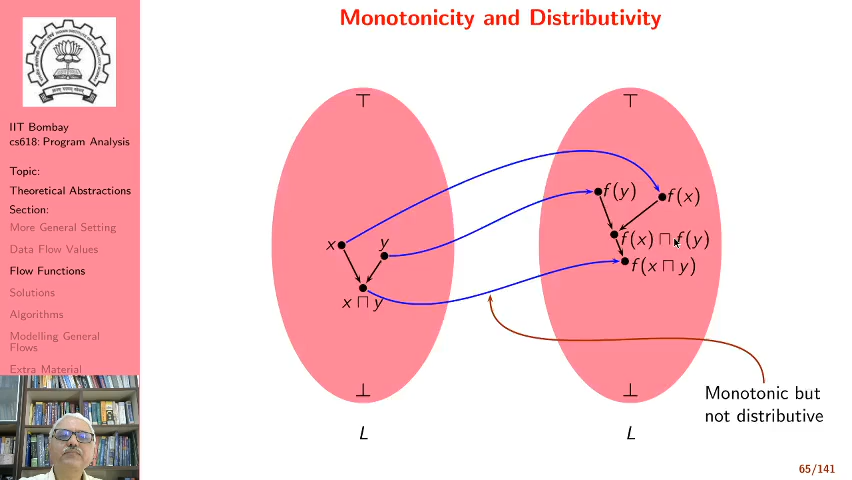 Monotonicity and Distributivity
IIT Bombay
cs618: Program Analysis
Topic:
Theoretical Abstractions
Section:
More General Setting
Data Flow Values
Flow Functions
Solutions
Algorithms
Modelling General
Flows
Extra Material
⊤
x
y
x ⊓ y
⊥
L
⊤
f(y)
f(x)
f(x) ⊓ f(y)
f(x ⊓ y)
⊥
L
Monotonic but
not distributive
65/141